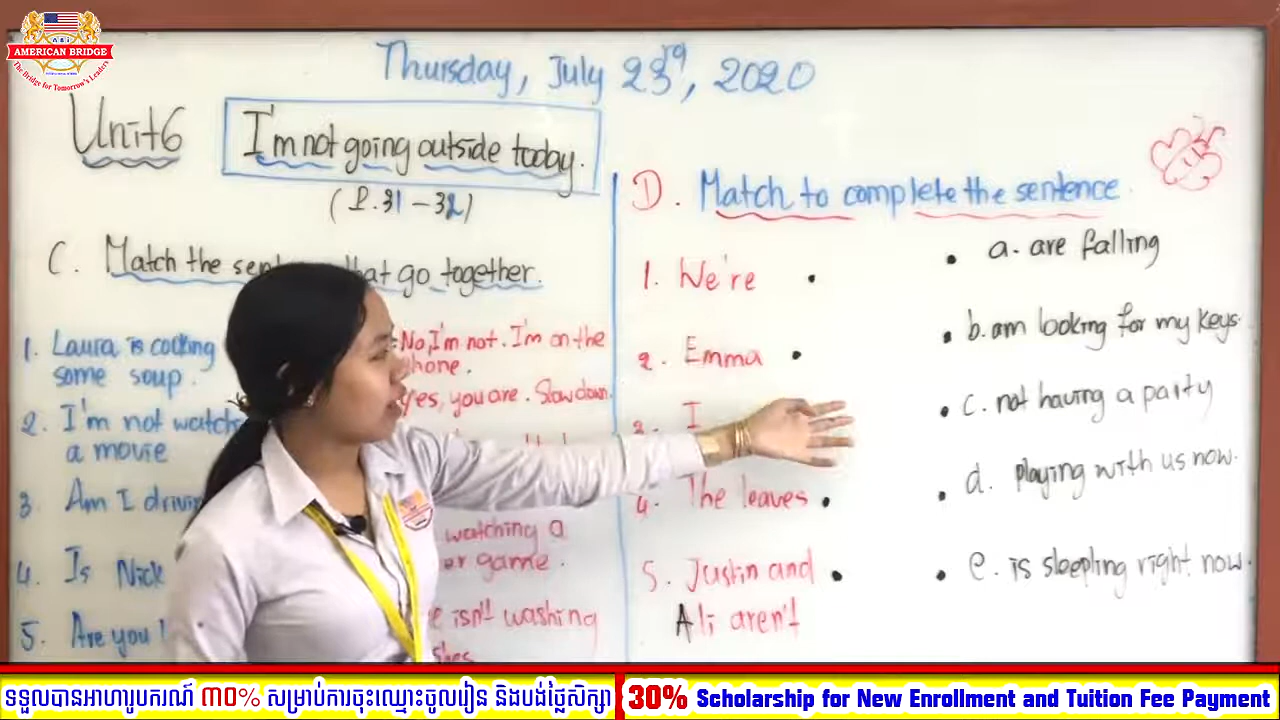 AMERICAN BRIDGE
The Bridge for Tomorrow's Leaders
Thursday, July 23rd, 2020
Unit6
I'm not going outside today.
(P.31-32)
C. Match the that go together.
1. Laura is cooking
some soup.
2. I'm not
a movie
3. Am I
4. Is Nick
5. Are you
No, I'm not. I'm on the
phone.
Yes, you are. Slow down.
watching a
game.
isn't washing
D. Match to complete the sentence
1. We're
2. Emma
3. I
4. The leaves
5. Justin and
Ali aren't
a. are falling
b. am looking for my keys.
c. not having a party
d. playing with us now.
e. is sleeping right now.
ទទួលបានអាហារូបករណ៍ ៣០% សម្រាប់ការចុះឈ្មោះចូលរៀន និងបង់ថ្លៃសិក្សា
30% Scholarship for New Enrollment and Tuition Fee Payment